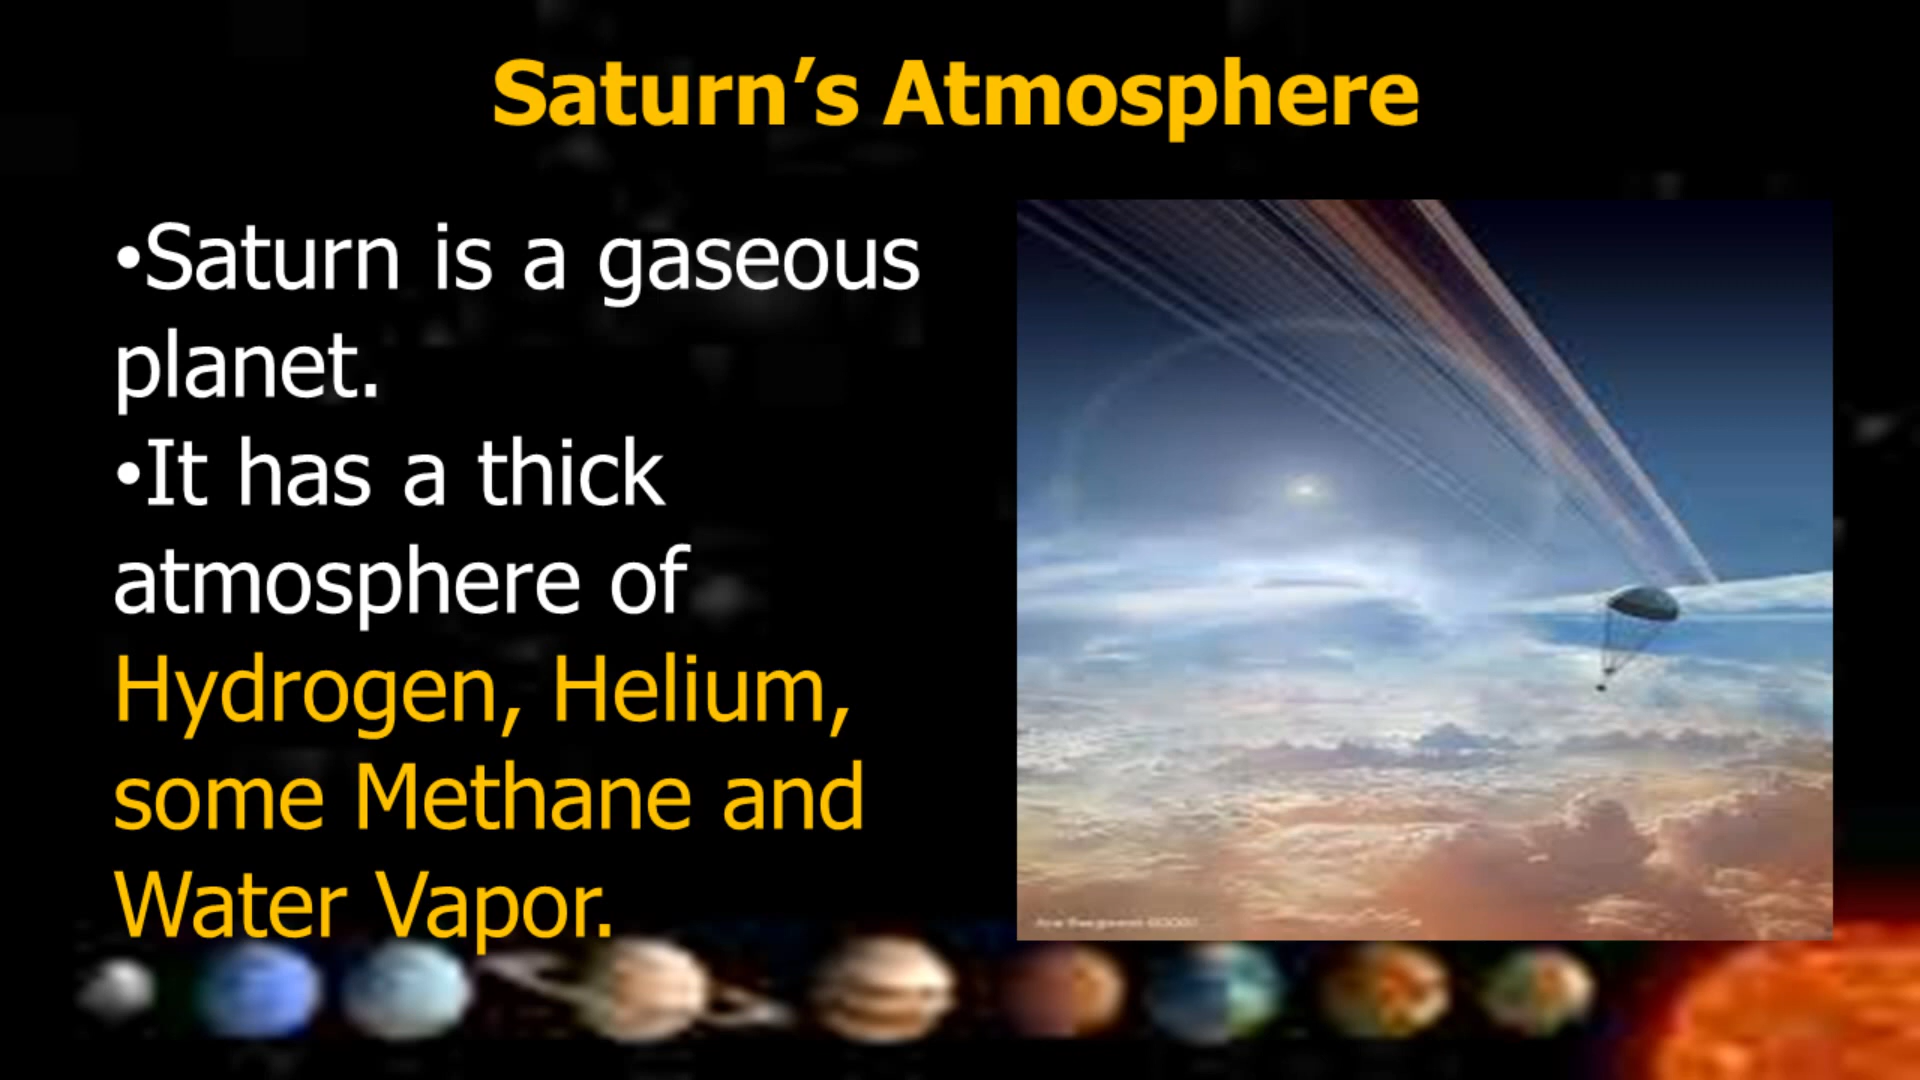 Saturn’s Atmosphere
•Saturn is a gaseous
planet.
•It has a thick
atmosphere of
Hydrogen, Helium,
some Methane and
Water Vapor.